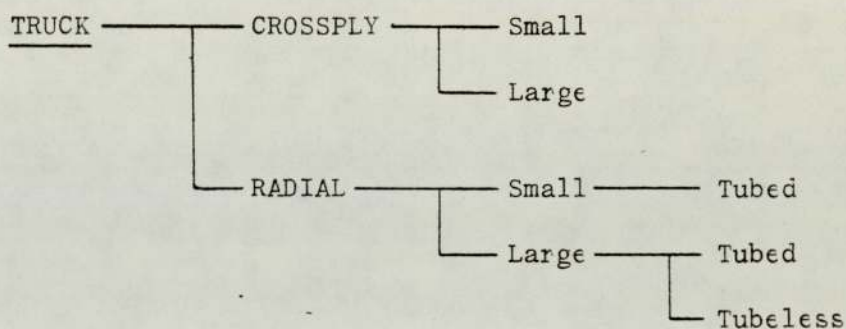 TRUCK CROSSPLY Small
Large
RADIAL Small Tubed
Large Tubed
Tubeless